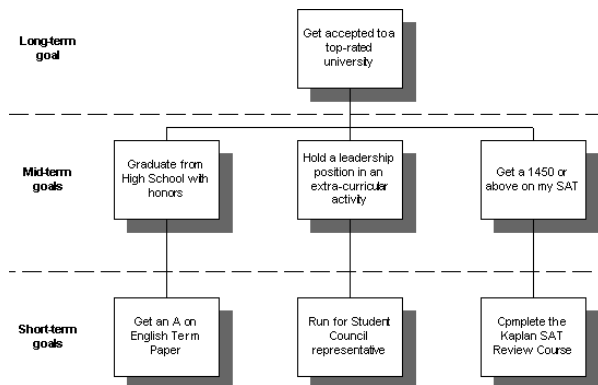 Long-term
goal
Get accepted to a
top-rated
university
Mid-term
goals
Graduate from
High School with
honors
Hold a leadership
position in an
extra-curricular
activity
Get a 1450 or
above on my SAT
Short-term
goals
Get an A on
English Term
Paper
Run for Student
Council
representative
Cpmplete the
Kaplan SAT
Review Course